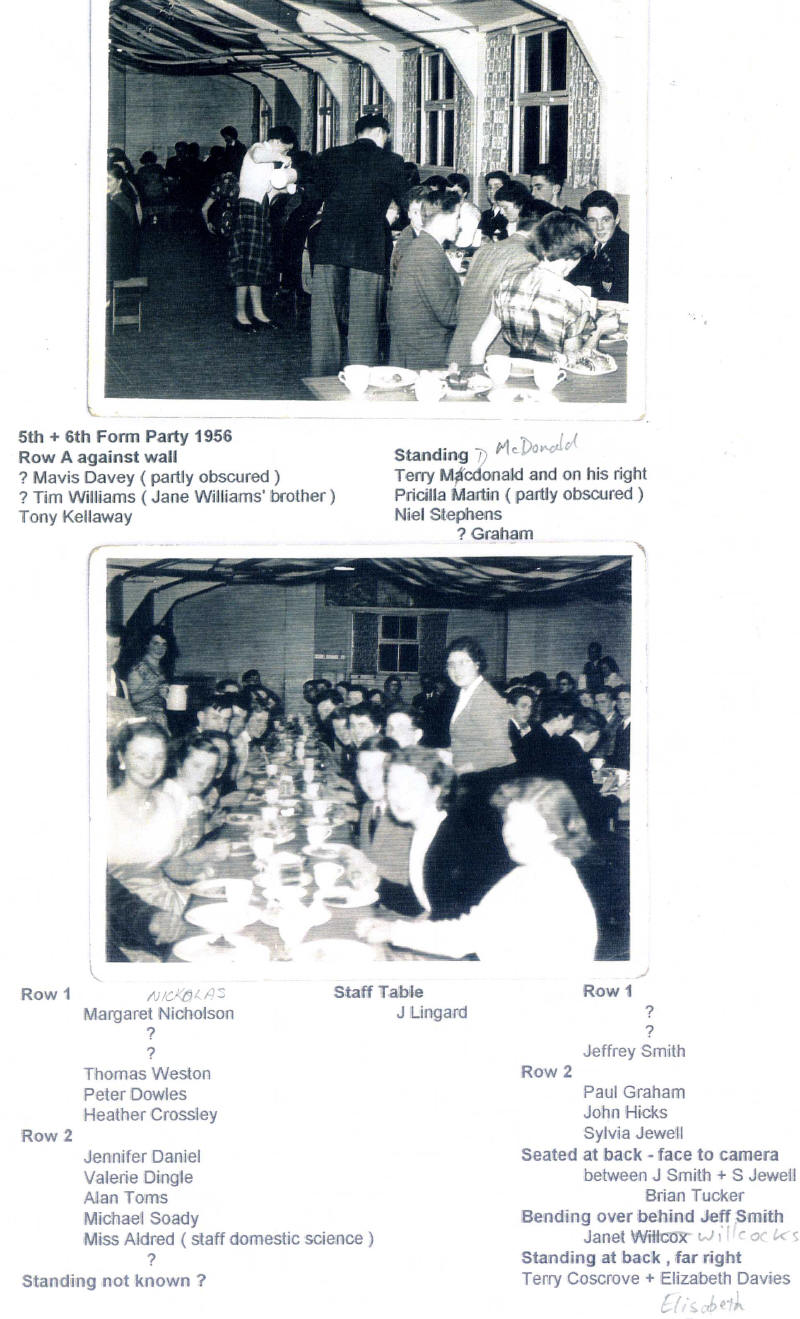 5th + 6th Form Party 1956
Row A against wall
? Mavis Davey ( partly obscured )
? Tim Williams ( Jane Williams' brother )
Tony Kellaway
McDonald
Standing
Terry Macdonald and on his right
Pricilla Martin ( partly obscured )
Niel Stephens
? Graham
Row 1
NICKOLAS
Margaret Nicholson
?
?
Thomas Weston
Peter Dowles
Heather Crossley
Row 2
Jennifer Daniel
Valerie Dingle
Alan Toms
Michael Soady
Miss Aldred ( staff domestic science )
?
Standing not known ?
Staff Table
J Lingard
Row 1
?
?
Jeffrey Smith
Row 2
Paul Graham
John Hicks
Sylvia Jewell
Seated at back - face to camera
between J Smith + S Jewell
Brian Tucker
Bending over behind Jeff Smith
Janet Willcox willcocks
Standing at back , far right
Terry Coscrove + Elizabeth Davies
Elisabeth